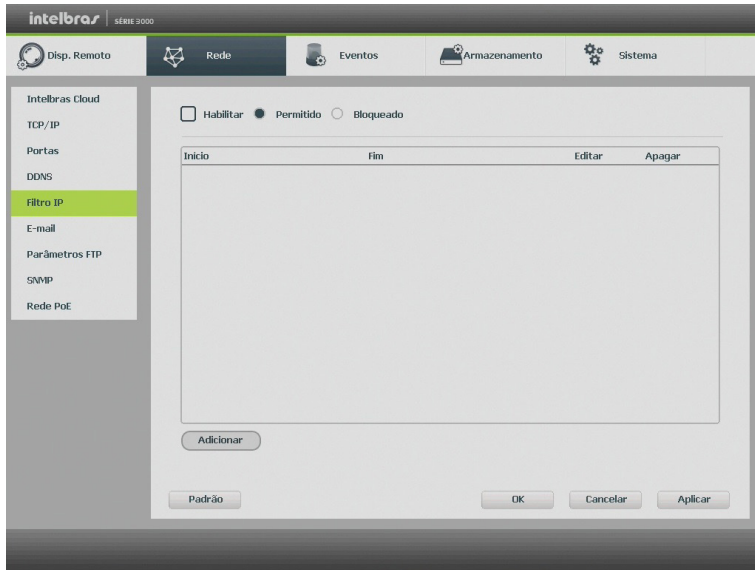 intelbras SÉRIE 3000
Disp. Remoto
Rede
Eventos
Armazenamento
Sistema
Intelbras Cloud
TCP/IP
Portas
DDNS
Filtro IP
E-mail
Parâmetros FTP
SNMP
Rede PoE
Habilitar Permitido Bloqueado
Inicio Fim Editar Apagar
Adicionar
Padrão OK Cancelar Aplicar